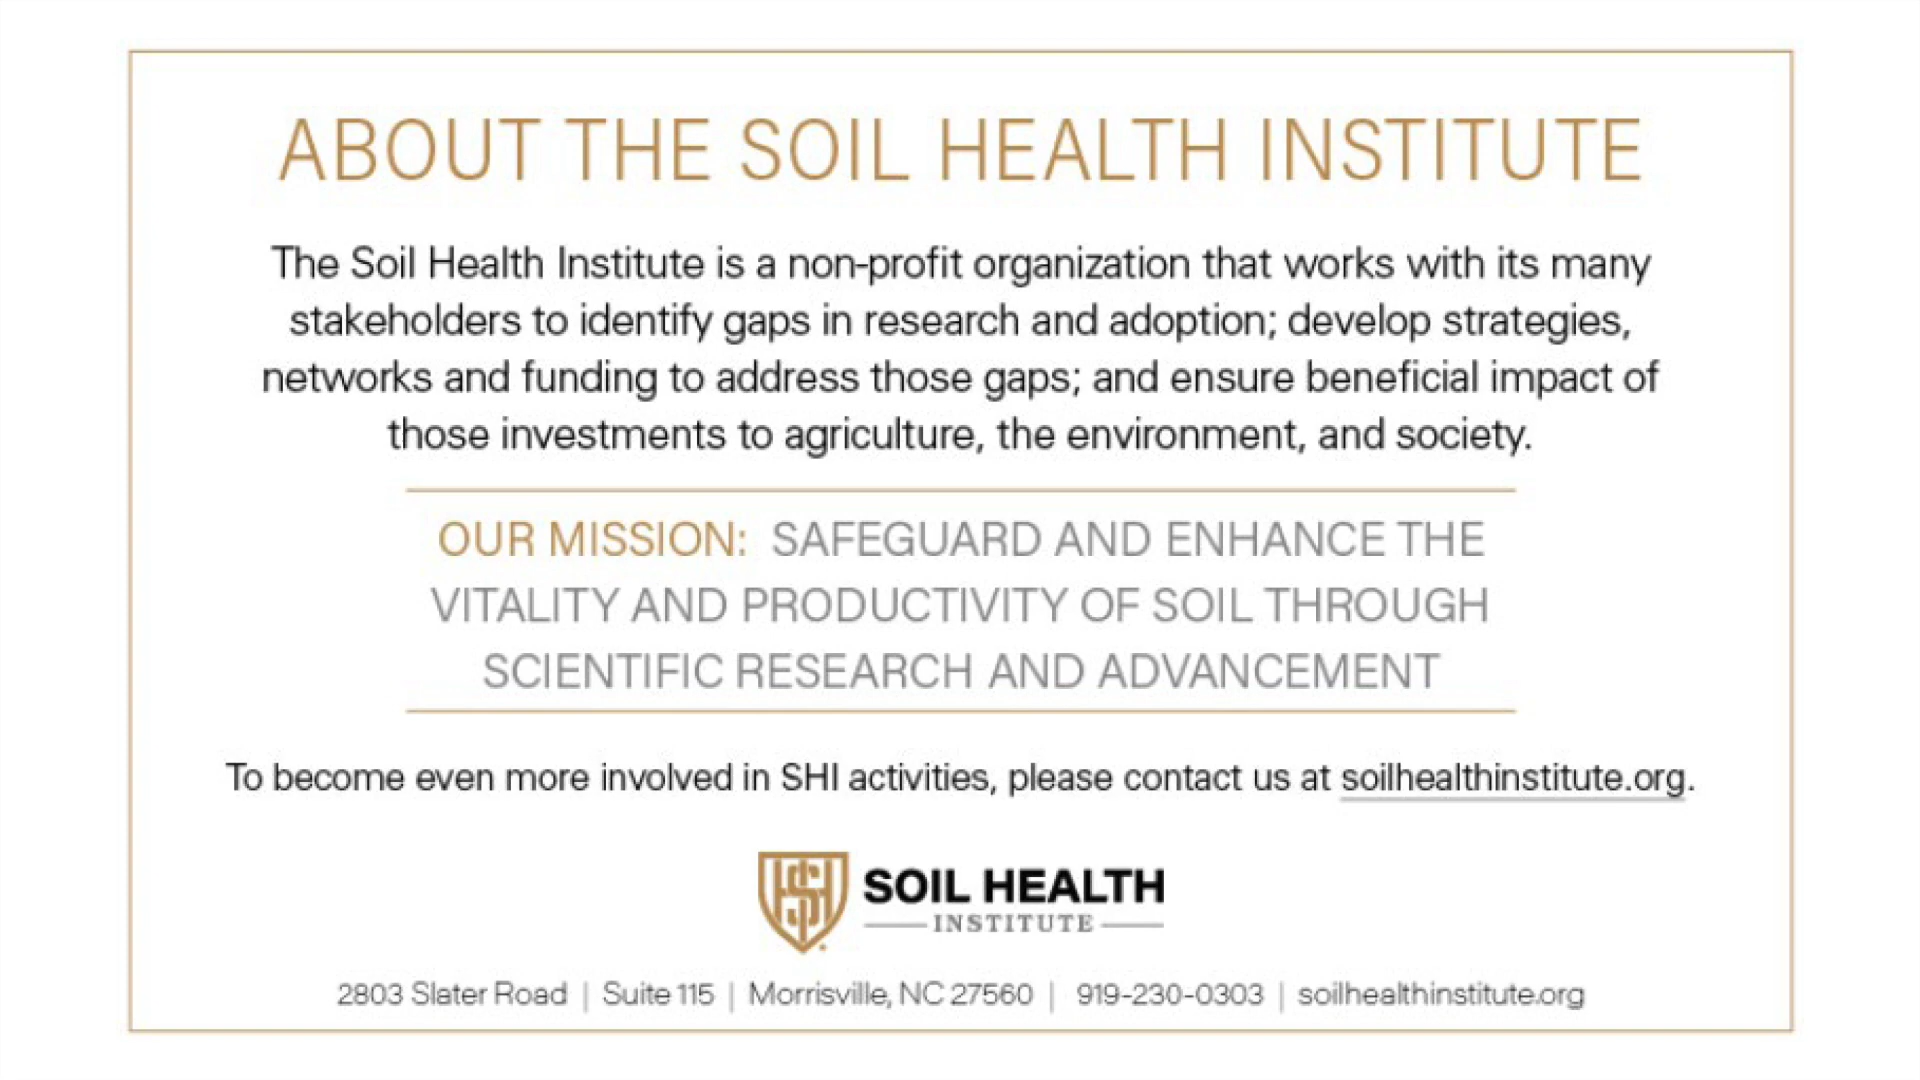 ABOUT THE SOIL HEALTH INSTITUTE
The Soil Health Institute is a non-profit organization that works with its many
stakeholders to identify gaps in research and adoption; develop strategies,
networks and funding to address those gaps; and ensure beneficial impact of
those investments to agriculture, the environment, and society.
OUR MISSION: SAFEGUARD AND ENHANCE THE
VITALITY AND PRODUCTIVITY OF SOIL THROUGH
SCIENTIFIC RESEARCH AND ADVANCEMENT
To become even more involved in SHI activities, please contact us at soilhealthinstitute.org.
SHI
SOIL HEALTH
INSTITUTE
2803 Slater Road | Suite 115 | Morrisville, NC 27560 | 919-230-0303 | soilhealthinstitute.org